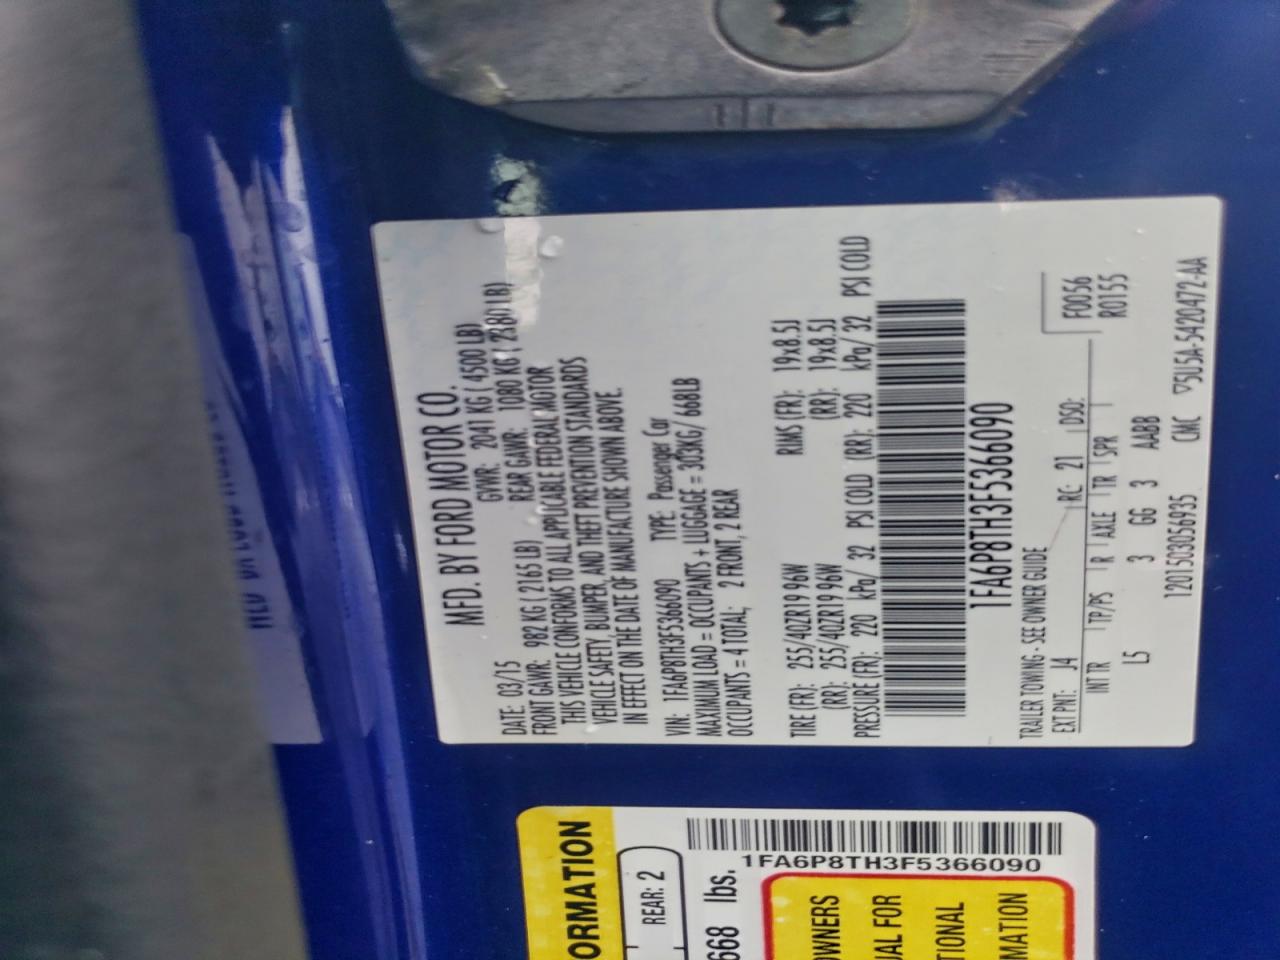 MFD. BY FORD MOTOR CO.
DATE: 03/15 GVWR: 2041 KG ( 4500 LB)
FRONT GAWR: 982 KG ( 2165 LB) REAR GAWR: 1080 KG ( 2380 LB)
THIS VEHICLE CONFORMS TO ALL APPLICABLE FEDERAL MOTOR
VEHICLE SAFETY, BUMPER, AND THEFT PREVENTION STANDARDS
IN EFFECT ON THE DATE OF MANUFACTURE SHOWN ABOVE.
VIN: 1FA6P8TH3F5366090 TYPE: Passenger Car
MAXIMUM LOAD = OCCUPANTS + LUGGAGE = 303KG/ 668LB
OCCUPANTS = 4 TOTAL; 2 FRONT, 2 REAR
TIRE (FR): 255/40ZR19 96W RIMS (FR): 19x8.5J
(RR): 255/40ZR19 96W (RR): 19x8.5J
PRESSURE (FR): 220 kPa/ 32 PSI COLD (RR): 220 kPa/ 32 PSI COLD
1FA6P8TH3F5366090
TRAILER TOWING - SEE OWNER GUIDE
EXT PNT: J4 RC: 21 DSO: F0056
INT TR TP/PS R AXLE TR SPR R0155
L5 3 GG 3 AABB
1201503056935 CMC ▽5U5A-5420472-AA
ORMATION
REAR: 2
668 lbs.
1FA6P8TH3F5366090
OWNERS
UAL FOR
TIONAL
MATION